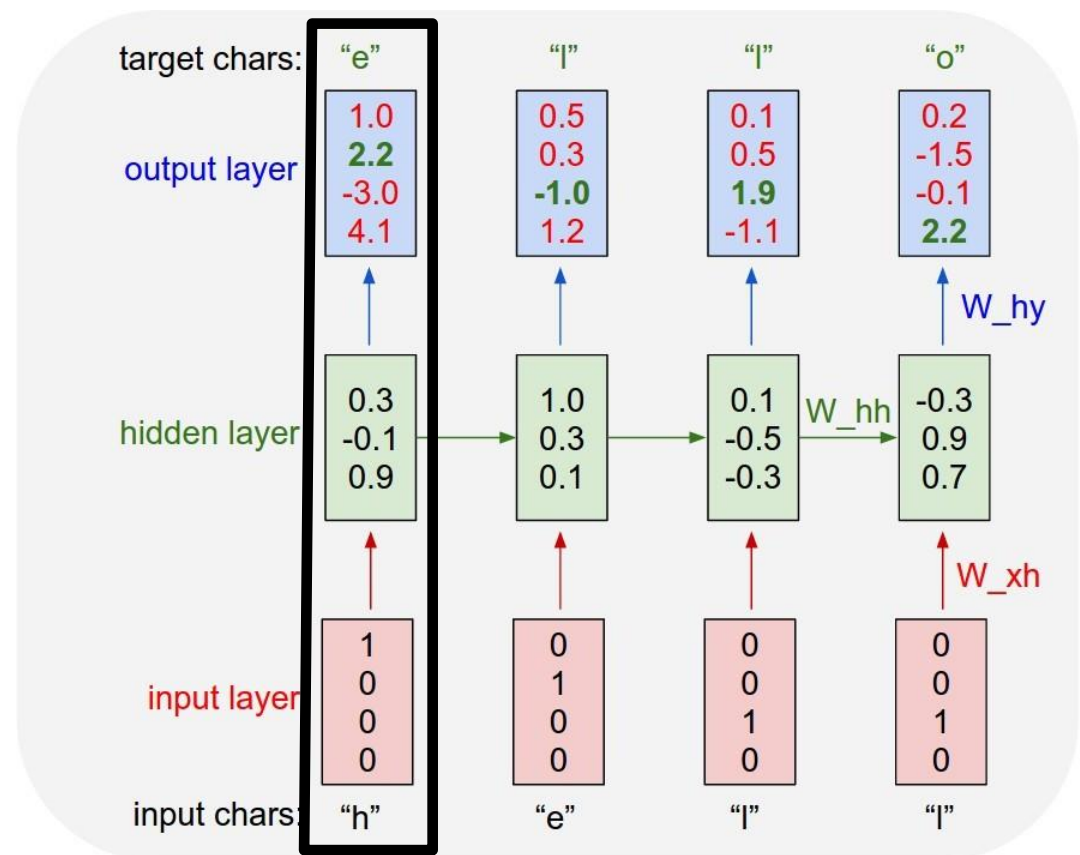 target chars: “e” “l” “l” “o”
1.0 0.5 0.1 0.2
2.2 0.3 0.5 -1.5
output layer
-3.0 -1.0 1.9 -0.1
4.1 1.2 -1.1 2.2
W_hy
0.3 1.0 0.1 -0.3
W_hh
hidden layer -0.1 0.3 -0.5 0.9
0.9 0.1 -0.3 0.7
W_xh
1 0 0 0
0 1 0 0
input layer
0 0 1 1
0 0 0 0
input chars: “h” “e” “l” “l”